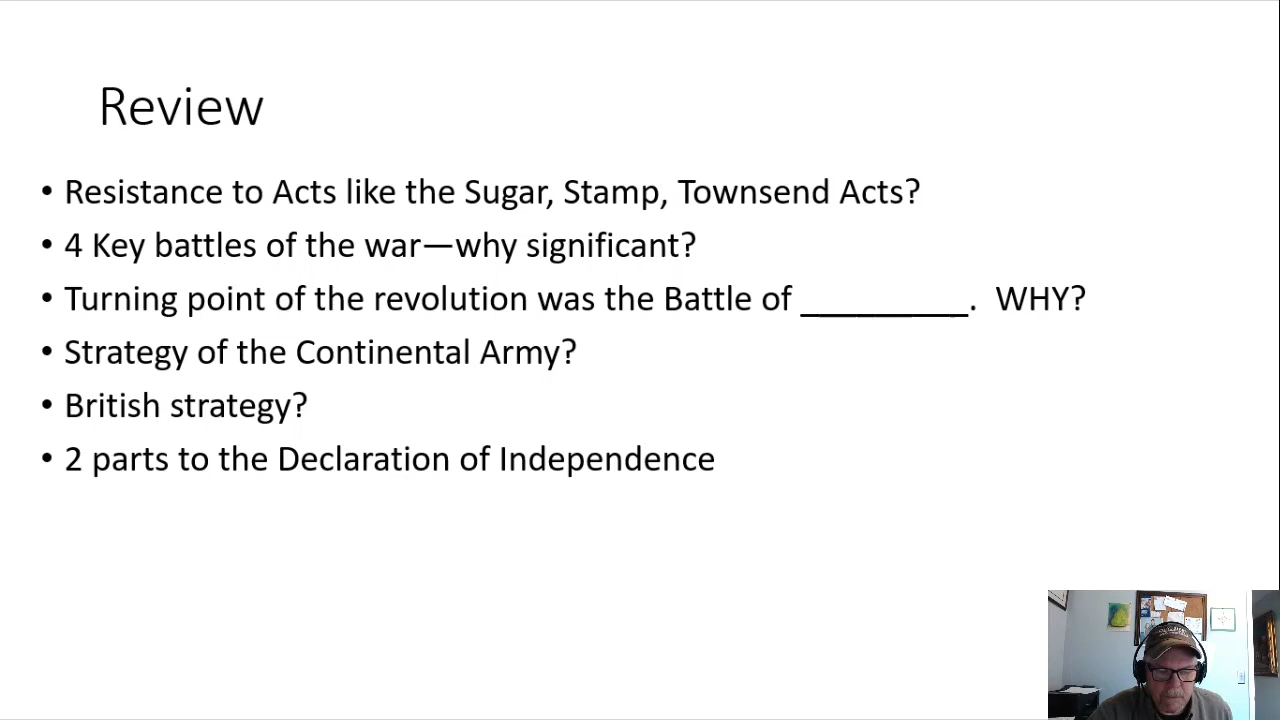 Review
• Resistance to Acts like the Sugar, Stamp, Townsend Acts?
• 4 Key battles of the war—why significant?
• Turning point of the revolution was the Battle of _________. WHY?
• Strategy of the Continental Army?
• British strategy?
• 2 parts to the Declaration of Independence